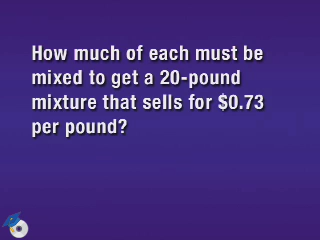 How much of each must be
mixed to get a 20-pound
mixture that sells for $0.73
per pound?